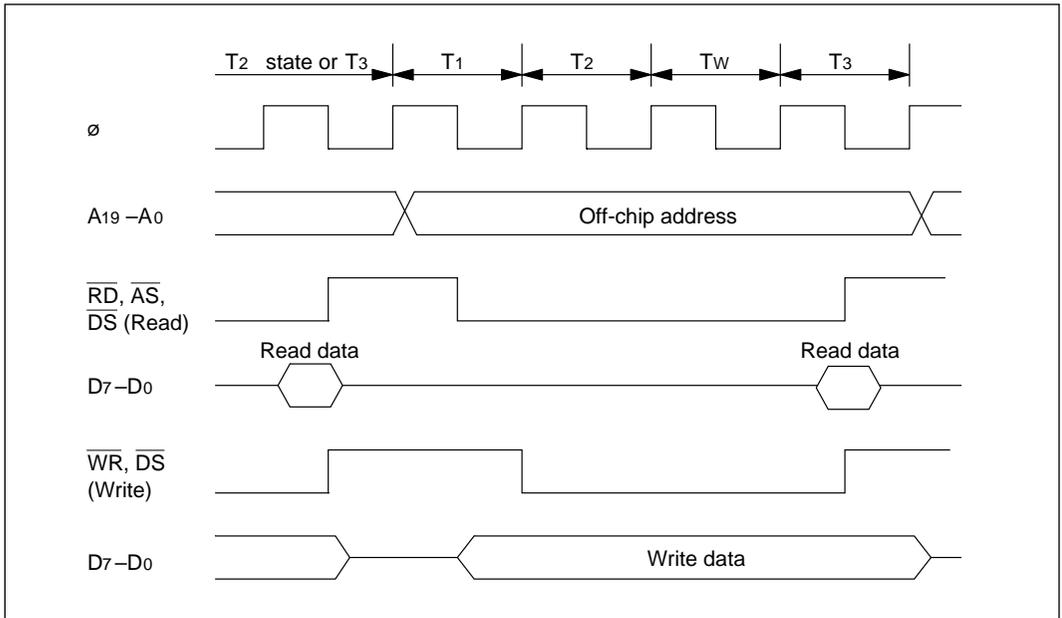 T2 state or T3 T1 T2 TW T3
ø
A19 –A0 Off-chip address
RD, AS,
DS (Read)
Read data Read data
D7–D0
WR, DS
(Write)
D7–D0 Write data